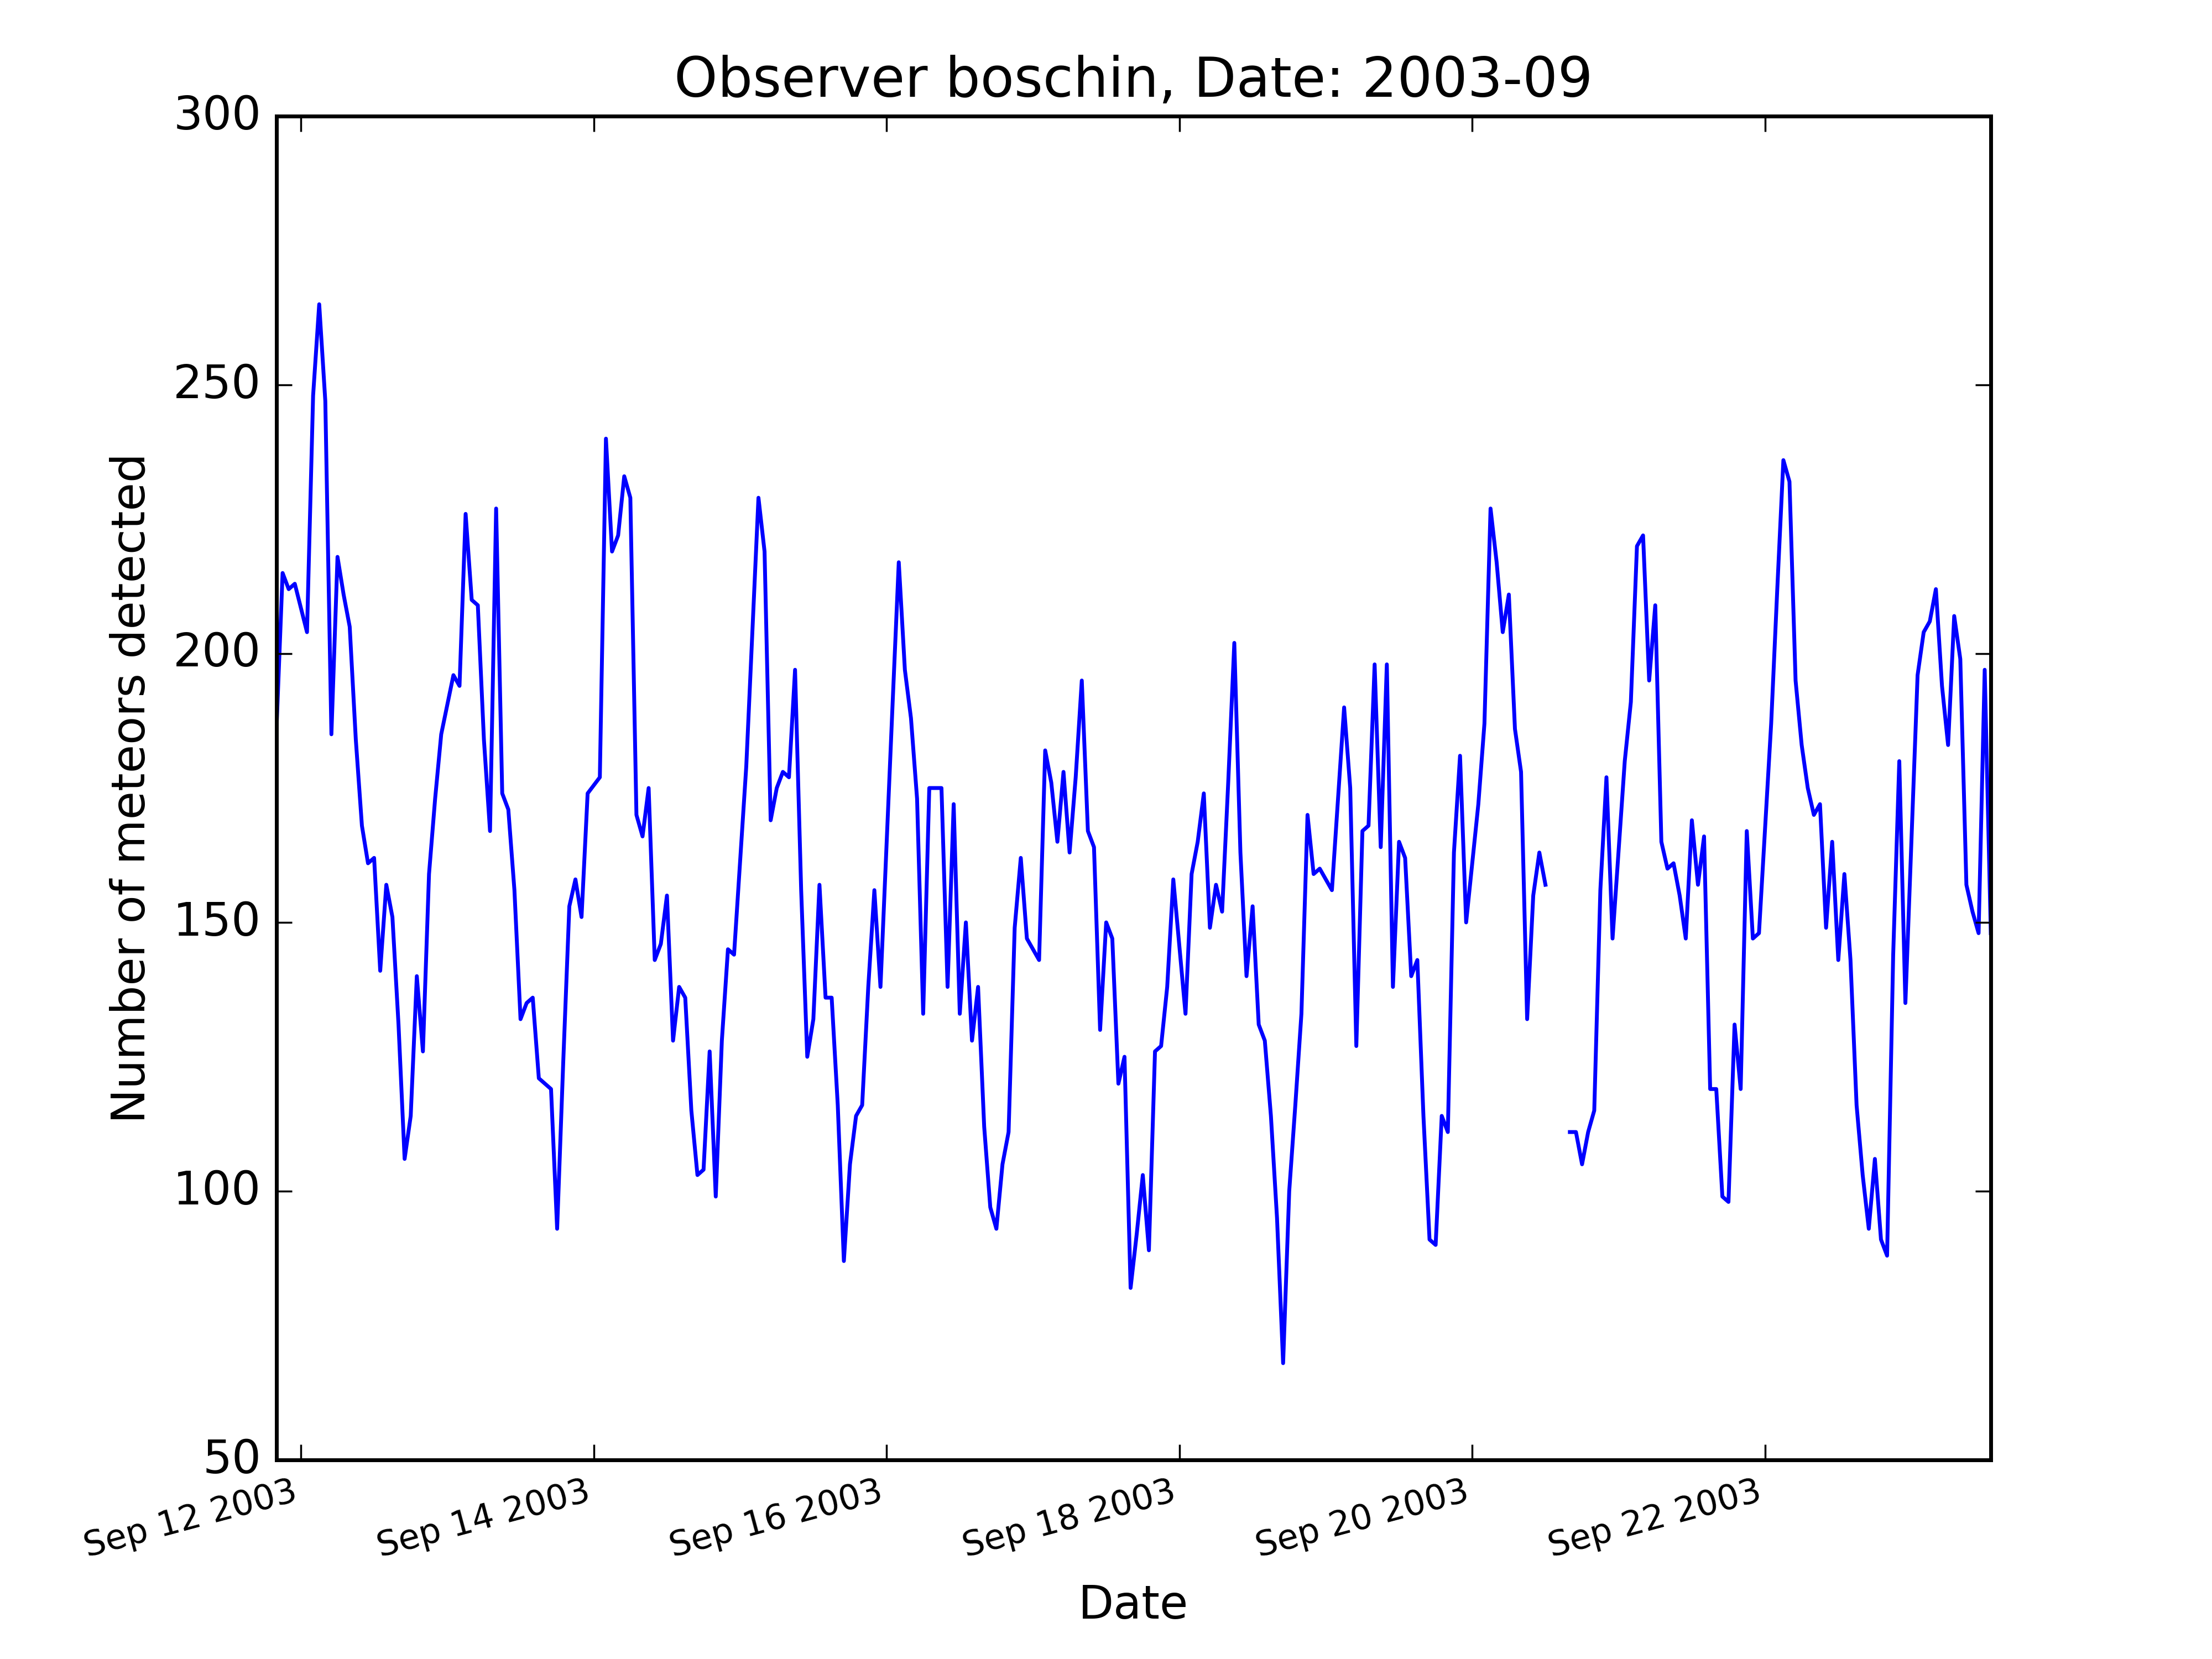 Observer boschin, Date: 2003-09
300
250
200
150
100
50
Number of meteors detected
Sep 12 2003
Sep 14 2003
Sep 16 2003
Sep 18 2003
Sep 20 2003
Sep 22 2003
Date